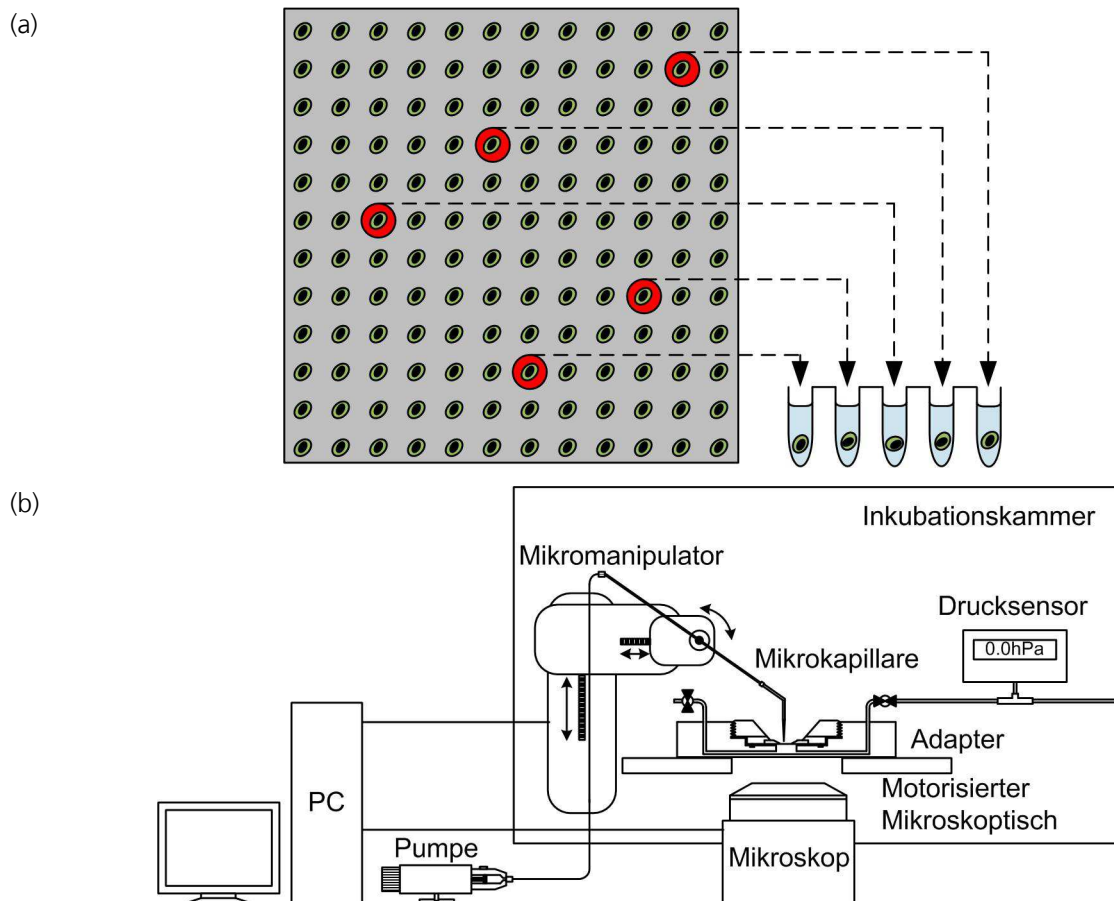 (a)
(b)
Inkubationskammer
Mikromanipulator
Drucksensor
0.0hPa
Mikrokapillare
Adapter
PC
Motorisierter
Mikroskoptisch
Pumpe
Mikroskop